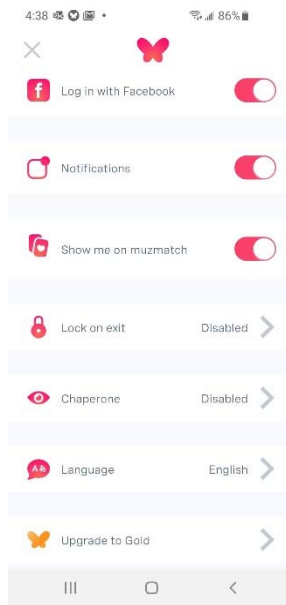 4:38
86%
Log in with Facebook
Notifications
Show me on muzmatch
Lock on exit Disabled
Chaperone Disabled
Language English
Upgrade to Gold